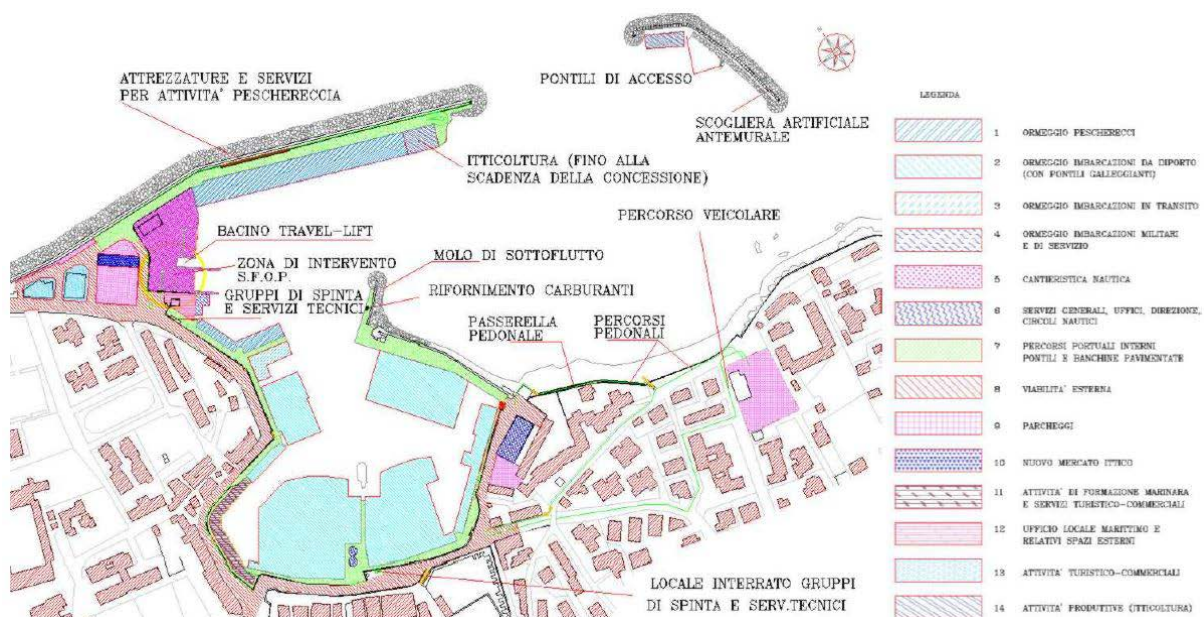 ATTREZZATURE E SERVIZI
PER ATTIVITA' PESCHERECCIA
PONTILI DI ACCESSO
SCOGLIERA ARTIFICIALE
ANTEMURALE
ITTICOLTURA (FINO ALLA
SCADENZA DELLA CONCESSIONE)
PERCORSO VEICOLARE
BACINO TRAVEL-LIFT
ZONA DI INTERVENTO
S.F.O.P.
GRUPPI DI SPINTA
E SERVIZI TECNICI
MOLO DI SOTTOFLUTTO
RIFORNIMENTO CARBURANTI
PASSERELLA
PEDONALE
PERCORSI
PEDONALI
LOCALE INTERRATO GRUPPI
DI SPINTA E SERV.TECNICI
LEGENDA
1 ORMEGGIO PESCHERECCI
2 ORMEGGIO IMBARCAZIONI DA DIPORTO
(CON PONTILI GALLEGGIANTI)
3 ORMEGGIO IMBARCAZIONI IN TRANSITO
4 ORMEGGIO IMBARCAZIONI MILITARI
E DI SERVIZIO
5 CANTIERISTICA NAUTICA
6 SERVIZI GENERALI, UFFICI, DIREZIONE,
CIRCOLI NAUTICI
7 PERCORSI PORTUALI INTERNI
PONTILI E BANCHINE PAVIMENTATE
8 VIABILITA' ESTERNA
9 PARCHEGGI
10 NUOVO MERCATO ITTICO
11 ATTIVITA' DI FORMAZIONE MARINARA
E SERVIZI TURISTICO-COMMERCIALI
12 UFFICIO LOCALE MARITTIMO E
RELATIVI SPAZI ESTERNI
13 ATTIVITA' TURISTICO-COMMERCIALI
14 ATTIVITA' PRODUTTIVE (ITTICOLTURA)